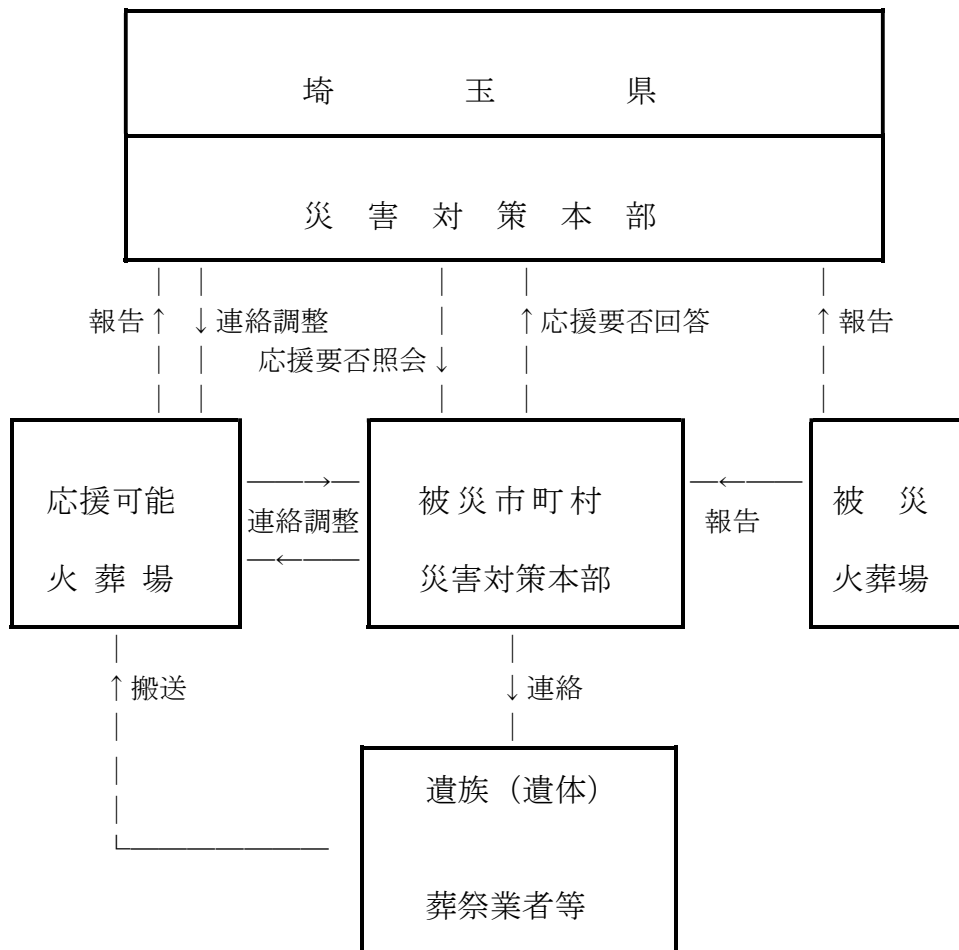 埼玉県
災害対策本部
報告↑ ↓連絡調整 ↑応援要否回答 ↑報告
応援要否照会↓
応援可能 → 被災市町村 ← 被災
連絡調整 報告
火葬場 ← 災害対策本部 火葬場
↑搬送 ↓連絡
遺族（遺体）
葬祭業者等